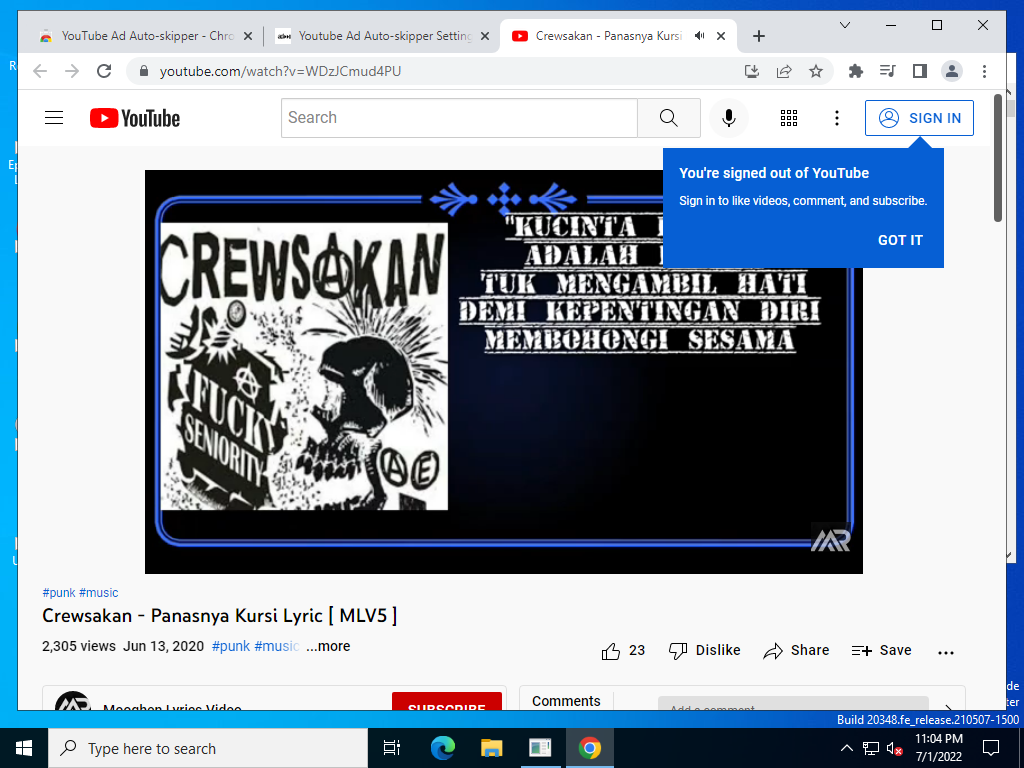 YouTube Ad Auto-skipper - Chro
Youtube Ad Auto-skipper Setting
Crewsakan - Panasnya Kursi
youtube.com/watch?v=WDzJCmud4PU
YouTube
Search
SIGN IN
You're signed out of YouTube
Sign in to like videos, comment, and subscribe.
GOT IT
"KUCINTA
ADALAH
TUK MENGAMBIL HATI
DEMI KEPENTINGAN DIRI
MEMBOHONGI SESAMA
CREWSAKAN
FUCK
SENIORITY
A E
MR
#punk #music
Crewsakan - Panasnya Kursi Lyric [ MLV5 ]
2,305 views Jun 13, 2020 #punk #music ...more
23 Dislike Share Save
Mooghen Lyrics Video
SUBSCRIBE
Comments
Add a comment...
Build 20348.fe_release.210507-1500
Type here to search
11:04 PM
7/1/2022